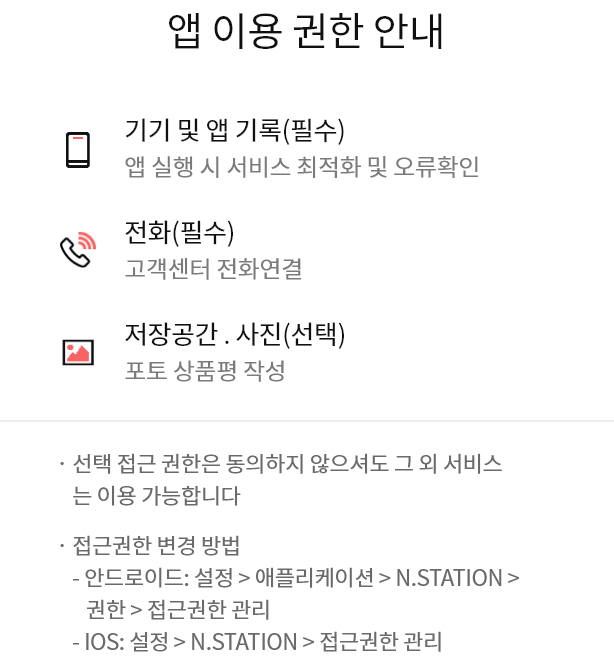 앱 이용 권한 안내
기기 및 앱 기록(필수)
앱 실행 시 서비스 최적화 및 오류확인
전화(필수)
고객센터 전화연결
저장공간 . 사진(선택)
포토 상품평 작성
· 선택 접근 권한은 동의하지 않으셔도 그 외 서비스
는 이용 가능합니다
· 접근권한 변경 방법
- 안드로이드: 설정 > 애플리케이션 > N.STATION >
권한 > 접근권한 관리
- IOS: 설정 > N.STATION > 접근권한 관리